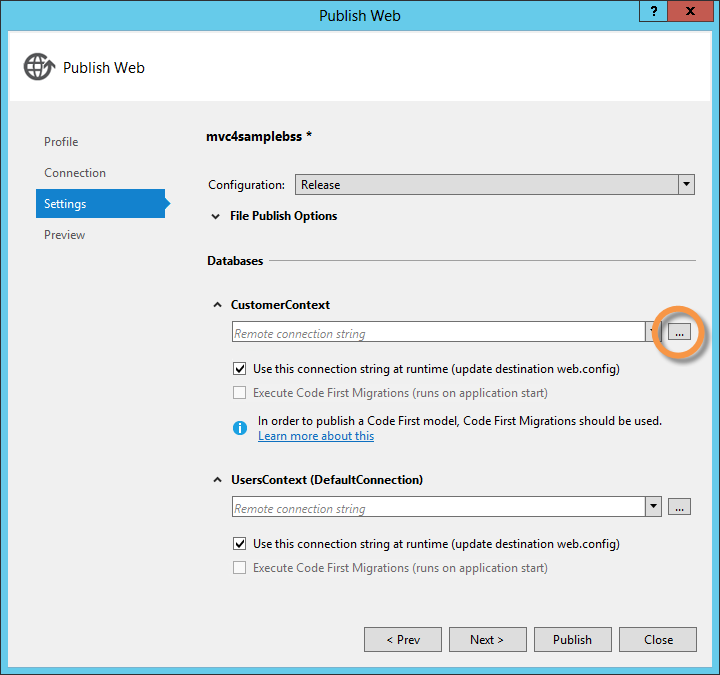 Publish Web
?
x
Publish Web
Profile
Connection
Settings
Preview
mvc4samplebss *
Configuration: Release
File Publish Options
Databases
CustomerContext
Remote connection string
...
Use this connection string at runtime (update destination web.config)
Execute Code First Migrations (runs on application start)
In order to publish a Code First model, Code First Migrations should be used.
Learn more about this
UsersContext (DefaultConnection)
Remote connection string
...
Use this connection string at runtime (update destination web.config)
Execute Code First Migrations (runs on application start)
< Prev
Next >
Publish
Close